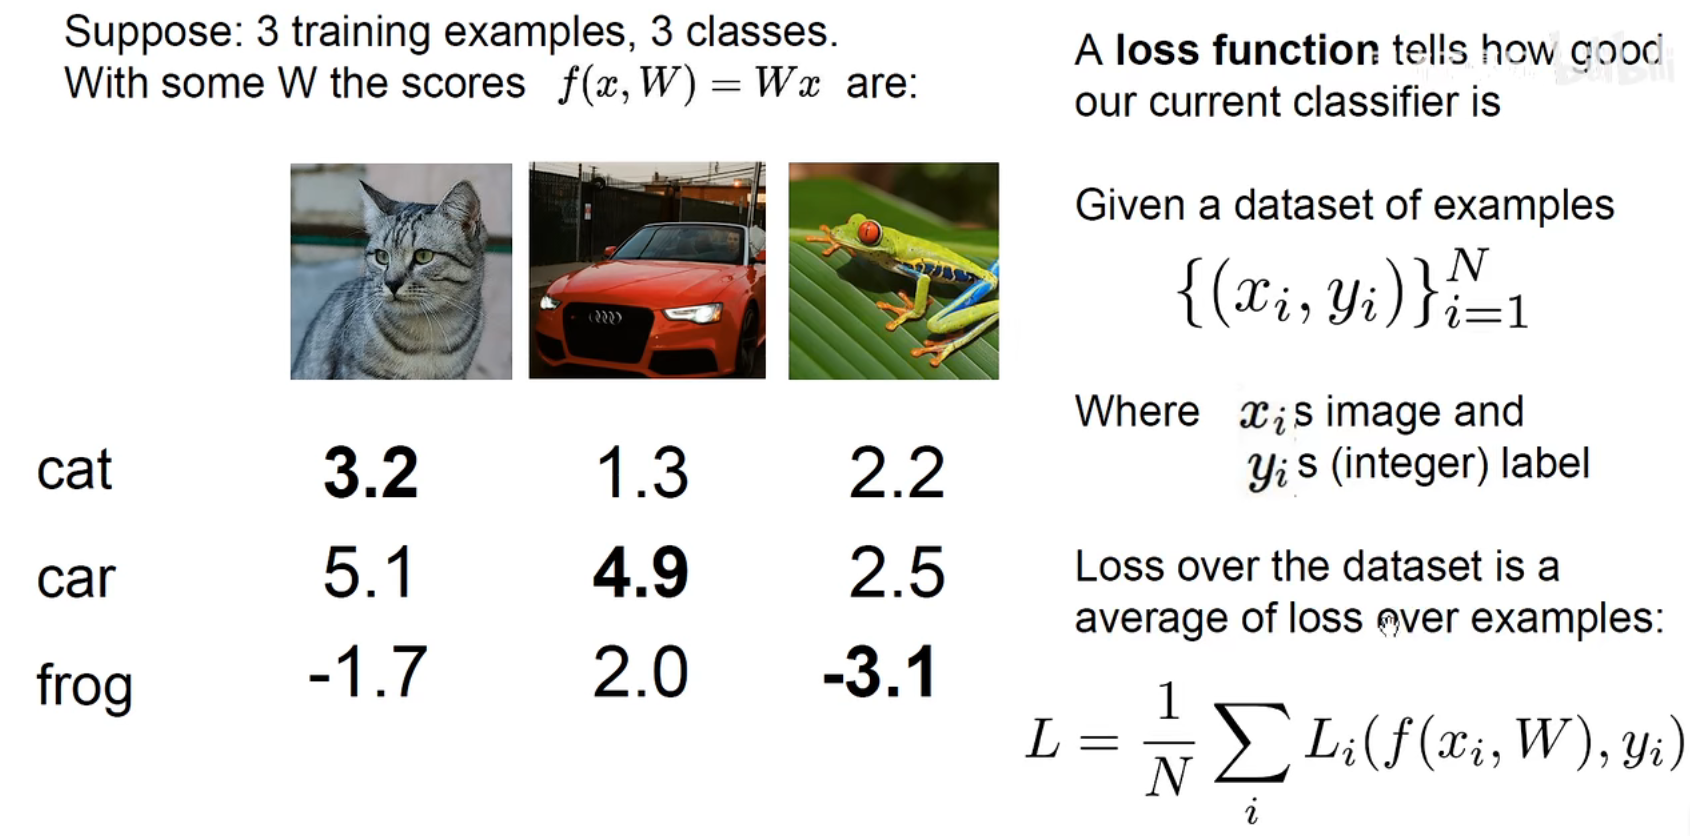 Suppose: 3 training examples, 3 classes.
With some W the scores f(x, W) = Wx are:
cat 3.2 1.3 2.2
car 5.1 4.9 2.5
frog -1.7 2.0 -3.1
A loss function tells how good
our current classifier is
Given a dataset of examples
{(x_i, y_i)}_{i=1}^{N}
Where x_i s image and
y_i s (integer) label
Loss over the dataset is a
average of loss over examples:
L = \frac{1}{N} \sum_i L_i(f(x_i, W), y_i)
bilibili